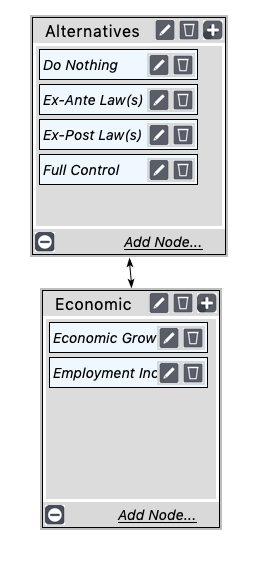 Alternatives
Do Nothing
Ex-Ante Law(s)
Ex-Post Law(s)
Full Control
Add Node...
Economic
Economic Grow
Employment Inc
Add Node...